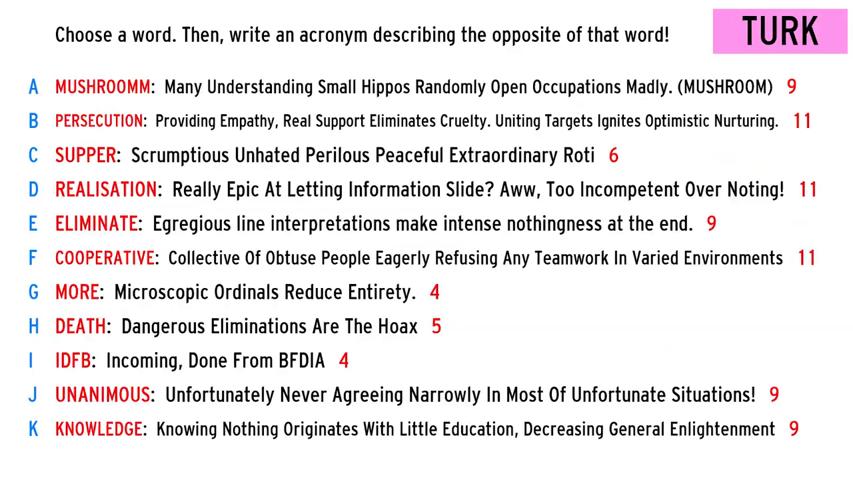 Choose a word. Then, write an acronym describing the opposite of that word!
TURK
A MUSHROOMM: Many Understanding Small Hippos Randomly Open Occupations Madly. (MUSHROOM) 9
B PERSECUTION: Providing Empathy, Real Support Eliminates Cruelty. Uniting Targets Ignites Optimistic Nurturing. 11
C SUPPER: Scrumptious Unhated Perilous Peaceful Extraordinary Roti 6
D REALISATION: Really Epic At Letting Information Slide? Aww, Too Incompetent Over Noting! 11
E ELIMINATE: Egregious line interpretations make intense nothingness at the end. 9
F COOPERATIVE: Collective Of Obtuse People Eagerly Refusing Any Teamwork In Varied Environments 11
G MORE: Microscopic Ordinals Reduce Entirety. 4
H DEATH: Dangerous Eliminations Are The Hoax 5
I IDFB: Incoming, Done From BFDIA 4
J UNANIMOUS: Unfortunately Never Agreeing Narrowly In Most Of Unfortunate Situations! 9
K KNOWLEDGE: Knowing Nothing Originates With Little Education, Decreasing General Enlightenment 9